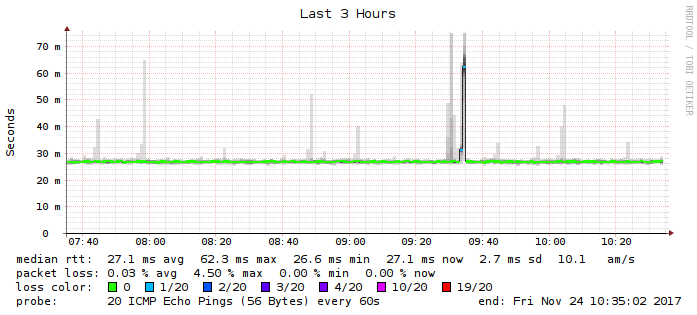 Last 3 Hours
RRDTOOL / TOBI OETIKER
Seconds
70 m
60 m
50 m
40 m
30 m
20 m
10 m
0
07:40 08:00 08:20 08:40 09:00 09:20 09:40 10:00 10:20
median rtt: 27.1 ms avg 62.3 ms max 26.6 ms min 27.1 ms now 2.7 ms sd 10.1 am/s
packet loss: 0.03 % avg 4.50 % max 0.00 % min 0.00 % now
loss color: 0 1/20 2/20 3/20 4/20 10/20 19/20
probe: 20 ICMP Echo Pings (56 Bytes) every 60s end: Fri Nov 24 10:35:02 2017